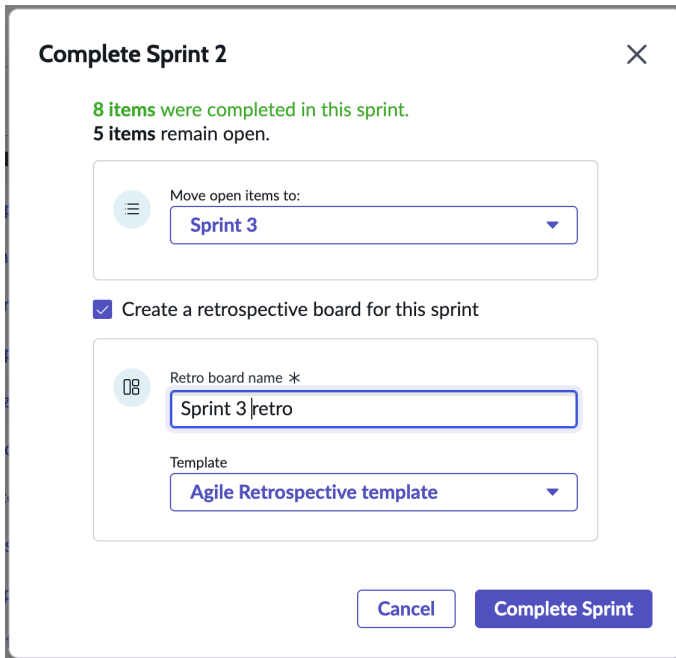 Complete Sprint 2
8 items were completed in this sprint.
5 items remain open.
Move open items to:
Sprint 3
Create a retrospective board for this sprint
Retro board name *
Sprint 3 retro
Template
Agile Retrospective template
Cancel
Complete Sprint